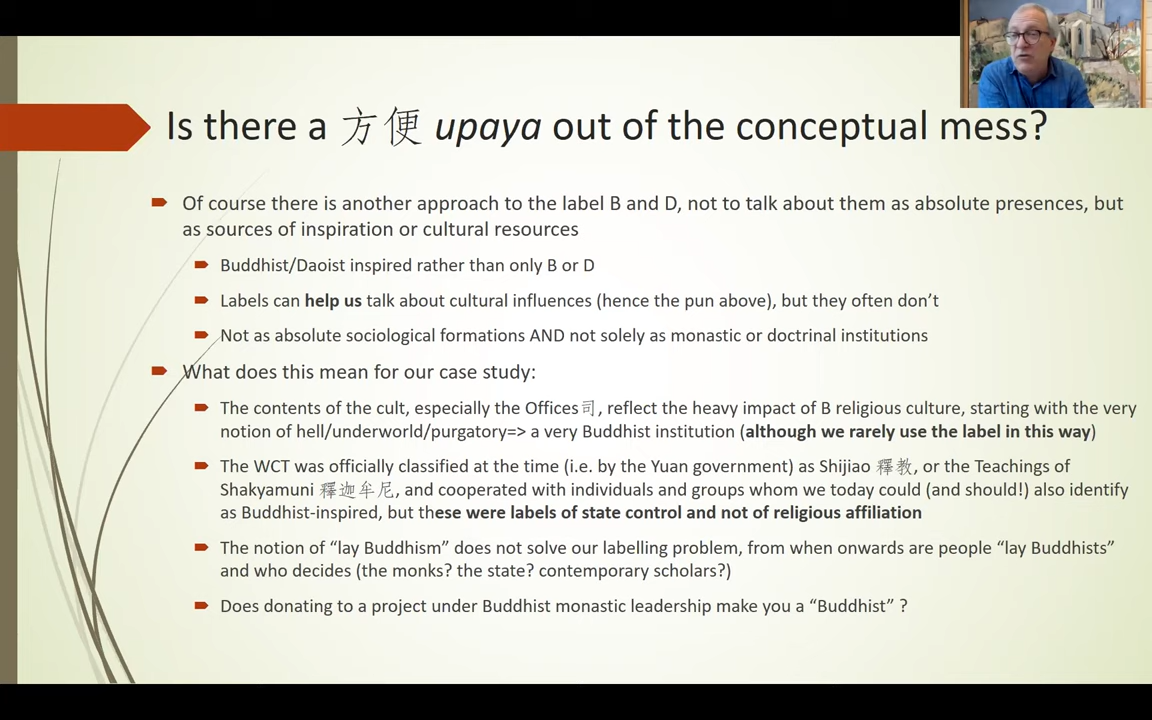 Is there a 方便 upaya out of the conceptual mess?
Of course there is another approach to the label B and D, not to talk about them as absolute presences, but
as sources of inspiration or cultural resources
Buddhist/Daoist inspired rather than only B or D
Labels can help us talk about cultural influences (hence the pun above), but they often don't
Not as absolute sociological formations AND not solely as monastic or doctrinal institutions
What does this mean for our case study:
The contents of the cult, especially the Offices司, reflect the heavy impact of B religious culture, starting with the very
notion of hell/underworld/purgatory=> a very Buddhist institution (although we rarely use the label in this way)
The WCT was officially classified at the time (i.e. by the Yuan government) as Shijiao 釋教, or the Teachings of
Shakyamuni 釋迦牟尼, and cooperated with individuals and groups whom we today could (and should!) also identify
as Buddhist-inspired, but these were labels of state control and not of religious affiliation
The notion of “lay Buddhism” does not solve our labelling problem, from when onwards are people “lay Buddhists”
and who decides (the monks? the state? contemporary scholars?)
Does donating to a project under Buddhist monastic leadership make you a “Buddhist” ?